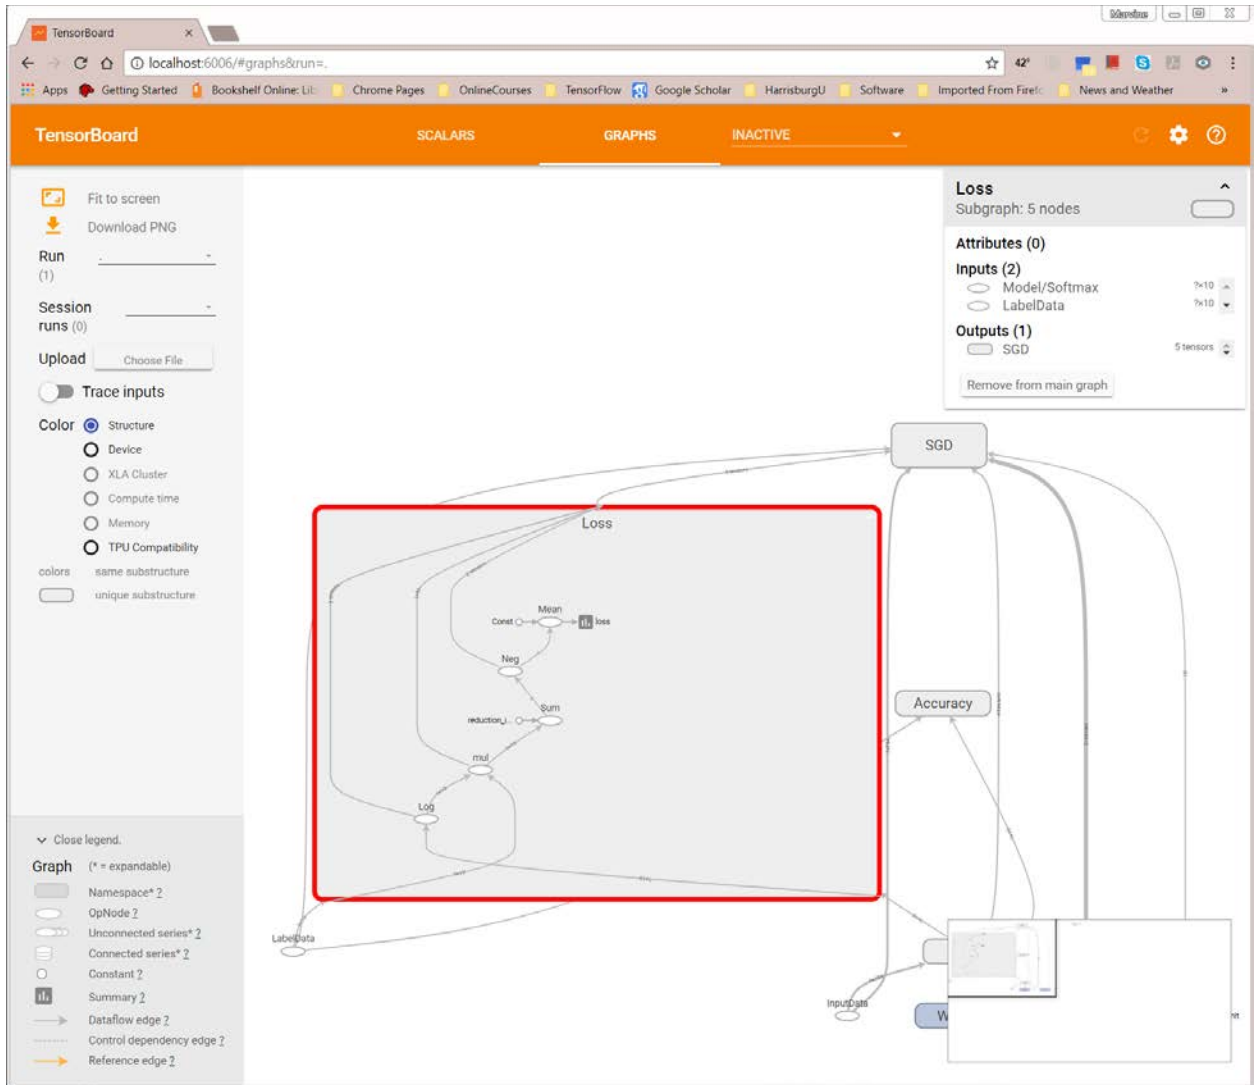 Marcius
TensorBoard
localhost:6006/#graphs&run=.
42°
Apps Getting Started Bookshelf Online: Lib Chrome Pages OnlineCourses TensorFlow Google Scholar HarrisburgU Software Imported From Firefo News and Weather »
TensorBoard SCALARS GRAPHS INACTIVE
Fit to screen
Download PNG
Run .
(1)
Session
runs (0)
Upload Choose File
Trace inputs
Color Structure
Device
XLA Cluster
Compute time
Memory
TPU Compatibility
colors same substructure
unique substructure
Close legend.
Graph (* = expandable)
Namespace* ?
OpNode ?
Unconnected series* ?
Connected series* ?
Constant ?
Summary ?
Dataflow edge ?
Control dependency edge ?
Reference edge ?
Loss
Subgraph: 5 nodes
Attributes (0)
Inputs (2)
Model/Softmax ?×10
LabelData ?×10
Outputs (1)
SGD 5 tensors
Remove from main graph
SGD
Loss
Mean
Const
loss
Neg
Sum
reduction_i...
mul
Log
Accuracy
LabelData
InputData
W